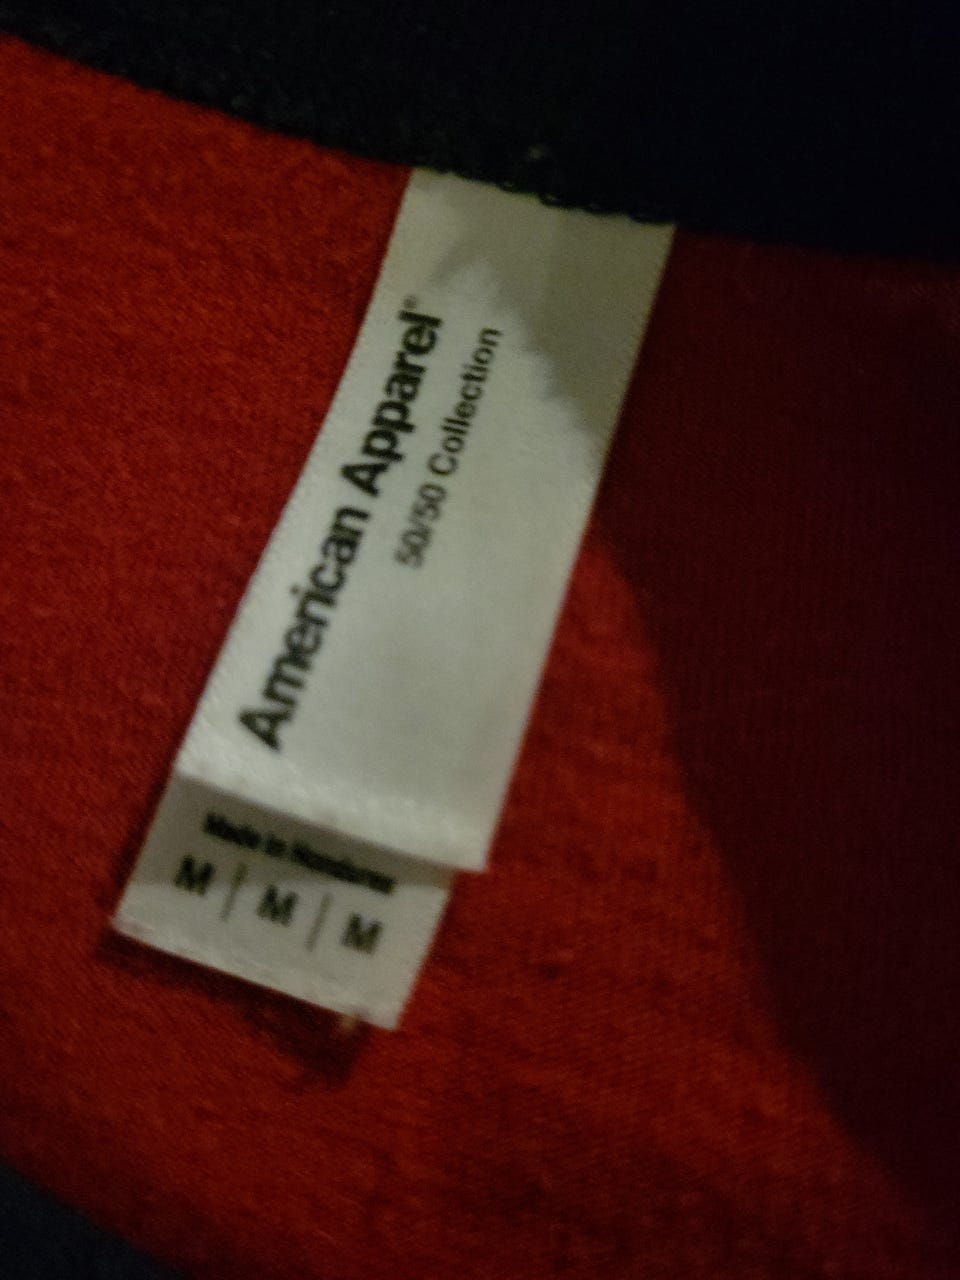 American Apparel®
50/50 Collection
Made in Honduras
M | M | M